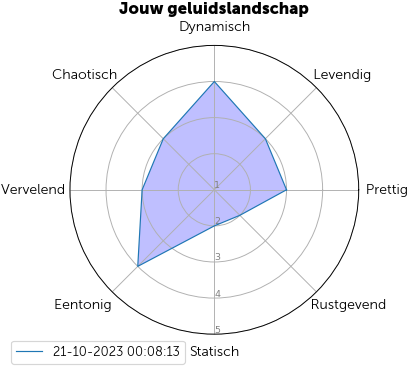 Jouw geluidslandschap
Dynamisch
Chaotisch
Levendig
Vervelend
1
Prettig
2
3
4
Eentonig
Rustgevend
5
21-10-2023 00:08:13
Statisch